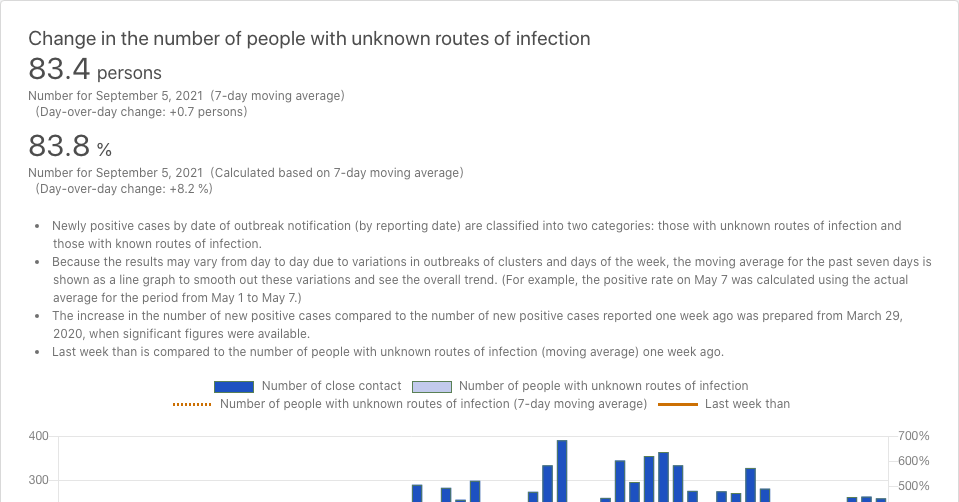 Change in the number of people with unknown routes of infection
83.4 persons
Number for September 5, 2021 (7-day moving average)
(Day-over-day change: +0.7 persons)
83.8 %
Number for September 5, 2021 (Calculated based on 7-day moving average)
(Day-over-day change: +8.2 %)
• Newly positive cases by date of outbreak notification (by reporting date) are classified into two categories: those with unknown routes of infection and
those with known routes of infection.
• Because the results may vary from day to day due to variations in outbreaks of clusters and days of the week, the moving average for the past seven days is
shown as a line graph to smooth out these variations and see the overall trend. (For example, the positive rate on May 7 was calculated using the actual
average for the period from May 1 to May 7.)
• The increase in the number of new positive cases compared to the number of new positive cases reported one week ago was prepared from March 29,
2020, when significant figures were available.
• Last week than is compared to the number of people with unknown routes of infection (moving average) one week ago.
Number of close contact Number of people with unknown routes of infection
Number of people with unknown routes of infection (7-day moving average) Last week than
400 700%
600%
300 500%